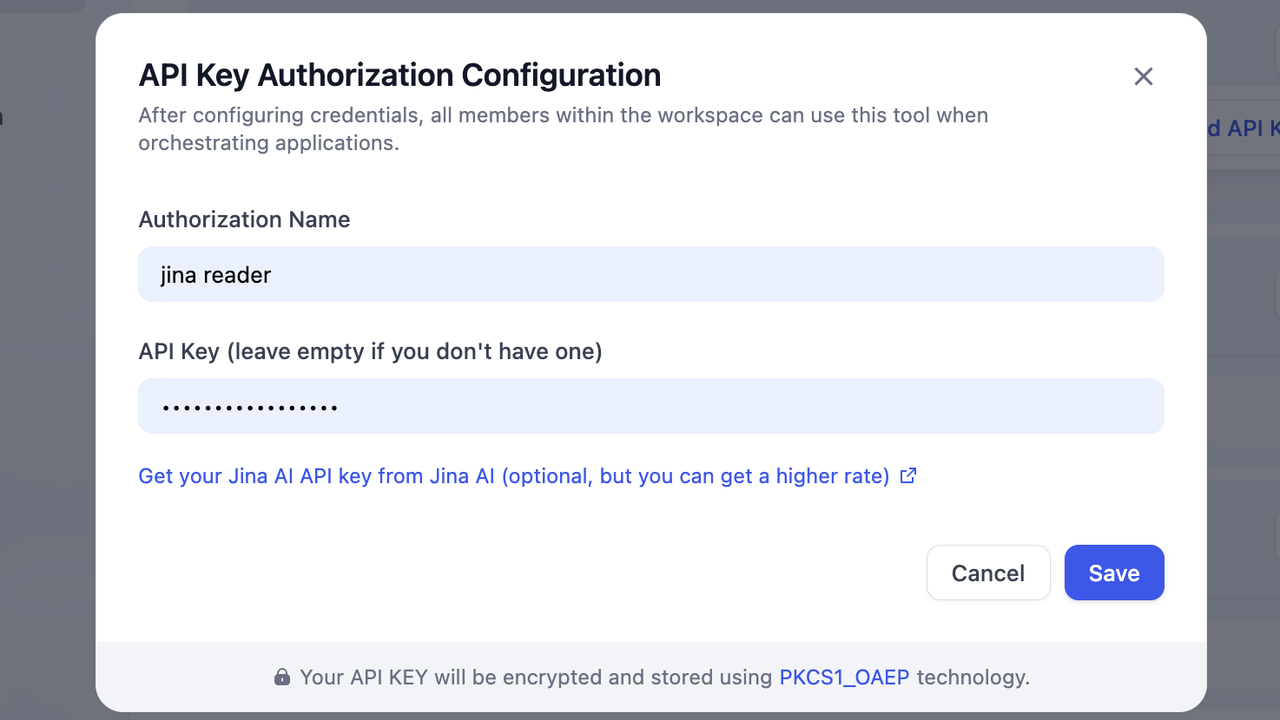 API Key Authorization Configuration
After configuring credentials, all members within the workspace can use this tool when
orchestrating applications.
d API K
Authorization Name
jina reader
API Key (leave empty if you don't have one)
•••••••••••••••••
Get your Jina AI API key from Jina AI (optional, but you can get a higher rate)
Cancel
Save
Your API KEY will be encrypted and stored using PKCS1_OAEP technology.